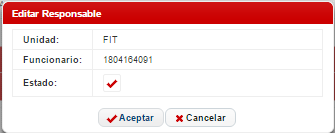 Editar Responsable
Unidad: FIT
Funcionario: 1804164091
Estado:
Aceptar Cancelar